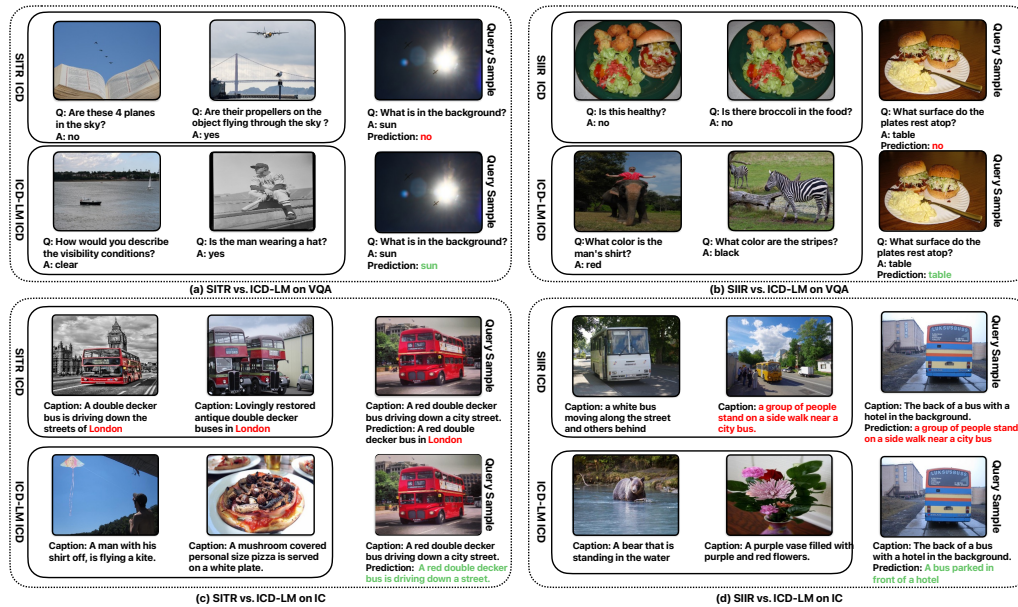 SITR ICD
Q: Are these 4 planes
in the sky?
A: no
Q: Are their propellers on the
object flying through the sky ?
A: yes
Query Sample
Q: What is in the background?
A: sun
Prediction: no
ICD-LM ICD
Q: How would you describe
the visibility conditions?
A: clear
Q: Is the man wearing a hat?
A: yes
Query Sample
Q: What is in the background?
A: sun
Prediction: sun
(a) SITR vs. ICD-LM on VQA
SIIR ICD
Q: Is this healthy?
A: no
Q: Is there broccoli in the food?
A: no
Query Sample
Q: What surface do the
plates rest atop?
A: table
Prediction: no
ICD-LM ICD
Q:What color is the
man's shirt?
A: red
Q: What color are the stripes?
A: black
Query Sample
Q: What surface do the
plates rest atop?
A: table
Prediction: table
(b) SIIR vs. ICD-LM on VQA
SITR ICD
Caption: A double decker
bus is driving down the
streets of London
Caption: Lovingly restored
antique double decker
buses in London
Query Sample
Caption: A red double decker
bus driving down a city street.
Prediction: A red double
decker bus in London
ICD-LM ICD
Caption: A man with his
shirt off, is flying a kite.
Caption: A mushroom covered
personal size pizza is served
on a white plate.
Query Sample
Caption: A red double decker
bus driving down a city street.
Prediction: A red double decker
bus is driving down a street.
(c) SITR vs. ICD-LM on IC
SIIR ICD
Caption: a white bus
moving along the street
and others behind
Caption: a group of people
stand on a side walk near a
city bus.
Query Sample
Caption: The back of a bus with a
hotel in the background.
Prediction: a group of people stand
on a side walk near a city bus
ICD-LM ICD
Caption: A bear that is
standing in the water
Caption: A purple vase filled with
purple and red flowers.
Query Sample
Caption: The back of a bus
with a hotel in the background.
Prediction: A bus parked in
front of a hotel
(d) SIIR vs. ICD-LM on IC